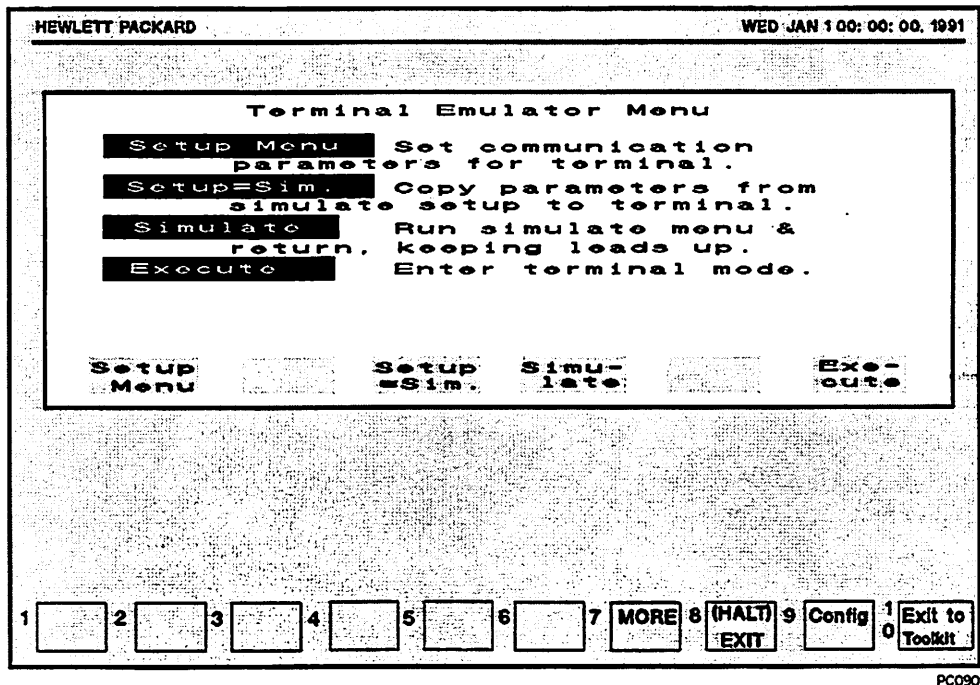 HEWLETT PACKARD WED JAN 1 00: 00: 00, 1991
Terminal Emulator Menu
Setup Menu Set communication
parameters for terminal.
Setup=Sim. Copy parameters from
simulate setup to terminal.
Simulate Run simulate menu &
return, keeping leads up.
Execute Enter terminal mode.
Setup Setup Simu- Exe-
Menu =Sim. late cute
1 2 3 4 5 6 7 MORE 8 (HALT) 9 Config 10 Exit to
EXIT Toolkit